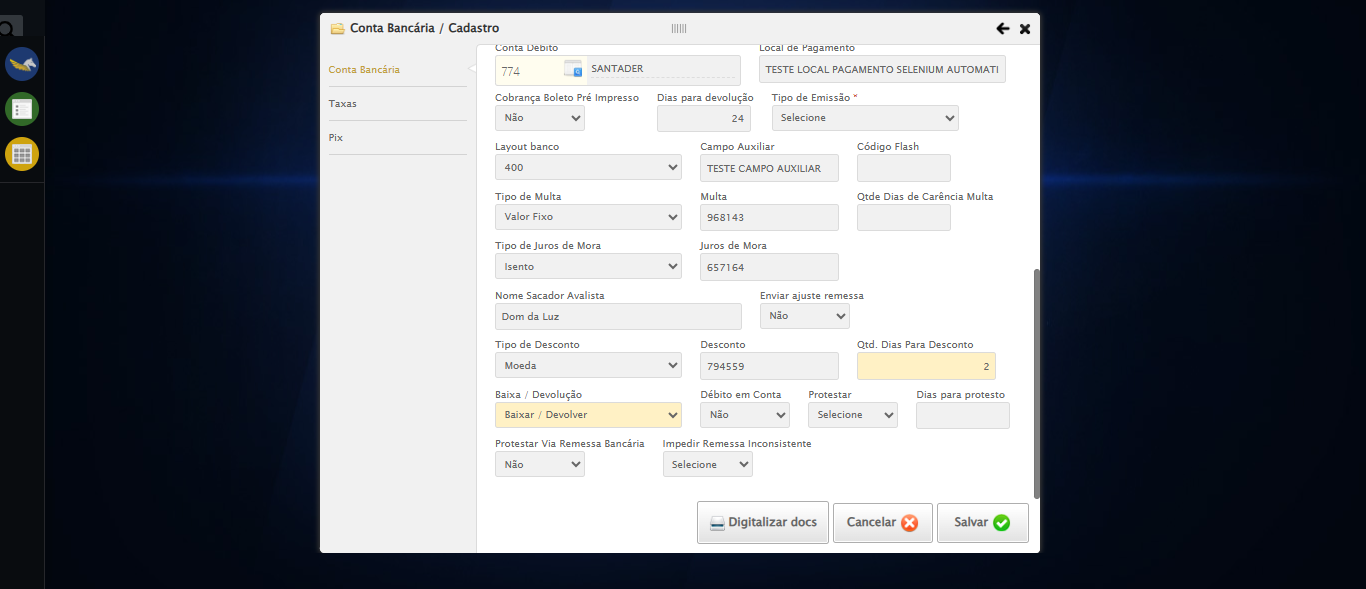 Conta Bancária / Cadastro
Conta Bancária
Taxas
Pix
Conta Débito
Local de Pagamento
774
SANTADER
TESTE LOCAL PAGAMENTO SELENIUM AUTOMATI
Cobrança Boleto Pré Impresso
Dias para devolução
Tipo de Emissão *
Não
24
Selecione
Layout banco
Campo Auxiliar
Código Flash
400
TESTE CAMPO AUXILIAR
Tipo de Multa
Multa
Qtde Dias de Carência Multa
Valor Fixo
968143
Tipo de Juros de Mora
Juros de Mora
Isento
657164
Nome Sacador Avalista
Enviar ajuste remessa
Dom da Luz
Não
Tipo de Desconto
Desconto
Qtd. Dias Para Desconto
Moeda
794559
2
Baixa / Devolução
Débito em Conta
Protestar
Dias para protesto
Baixar / Devolver
Não
Selecione
Protestar Via Remessa Bancária
Impedir Remessa Inconsistente
Não
Selecione
Digitalizar docs
Cancelar
Salvar